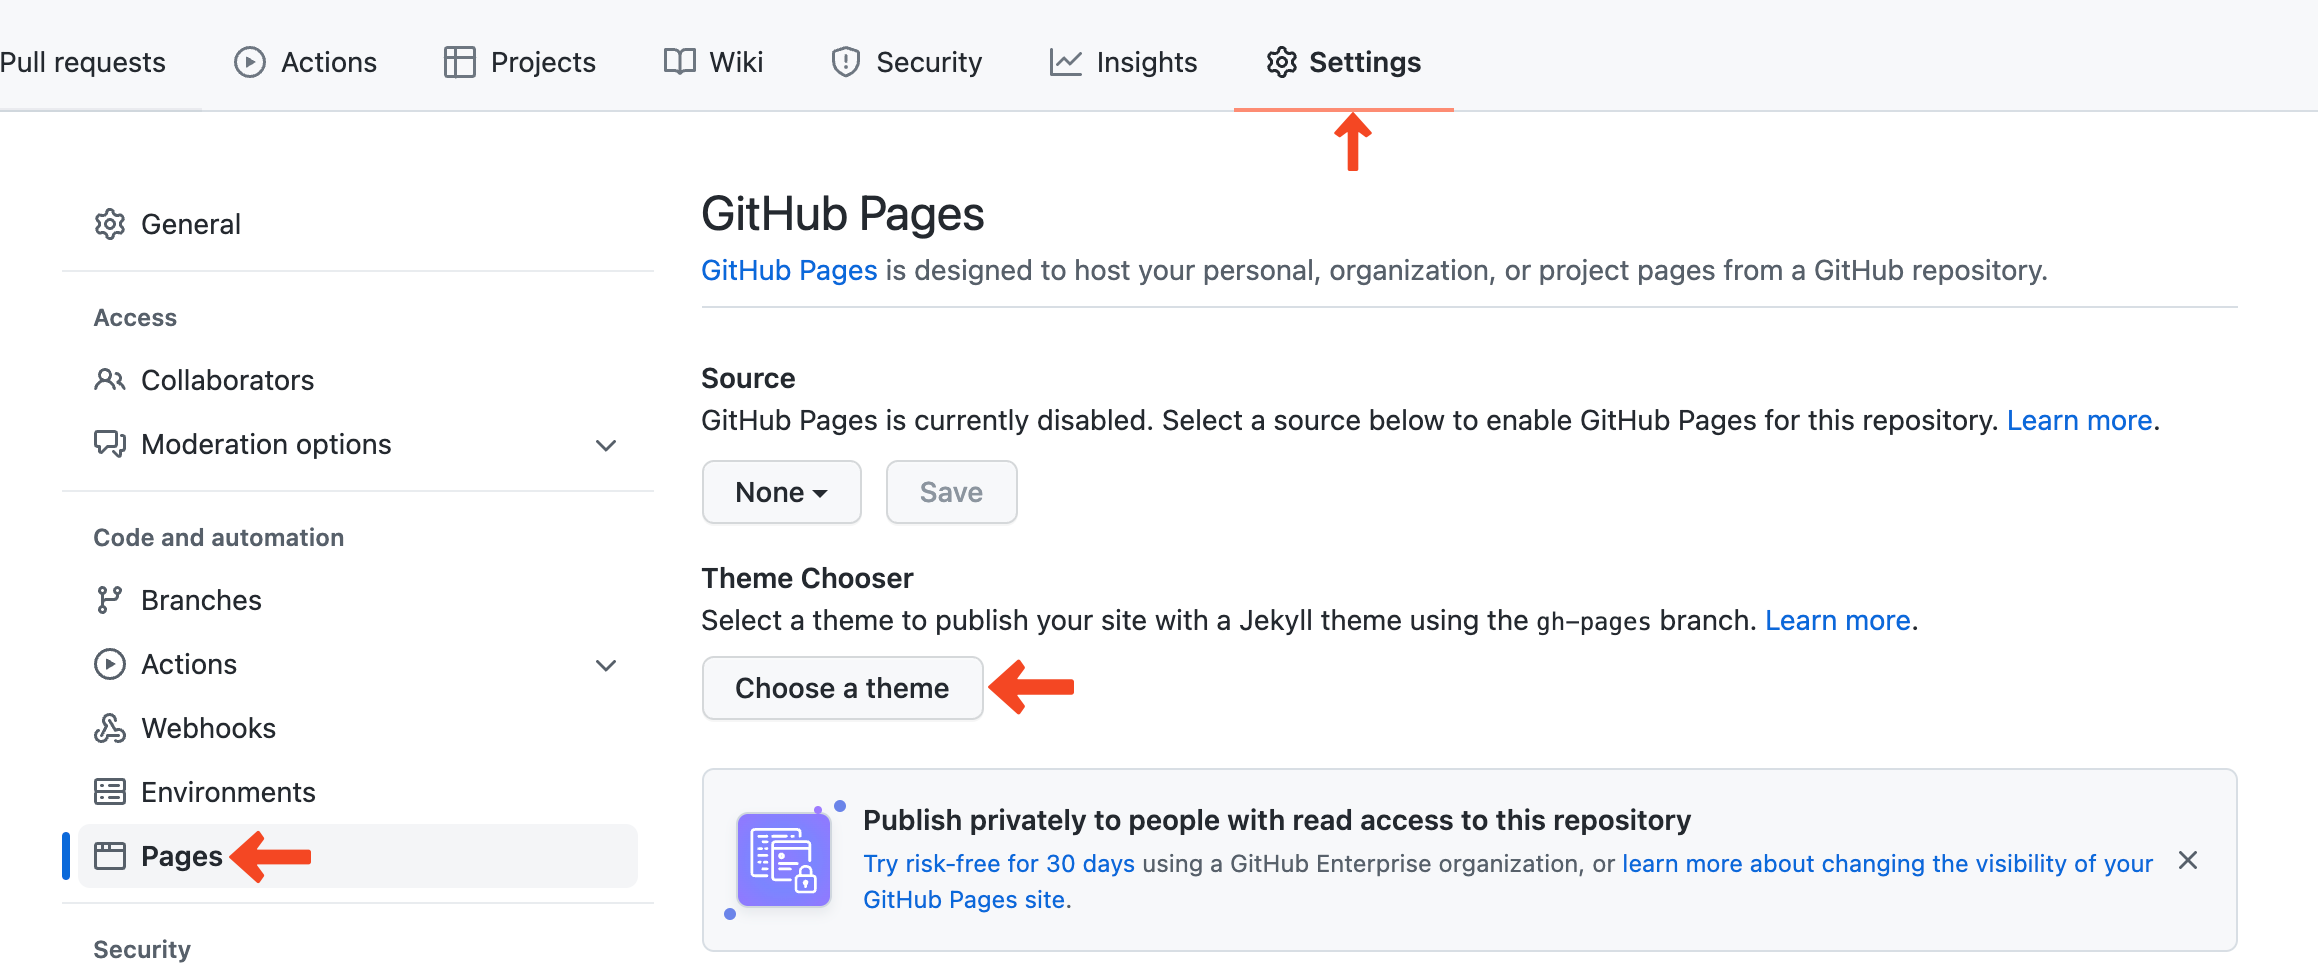 Pull requests Actions Projects Wiki Security Insights Settings
General
Access
Collaborators
Moderation options
Code and automation
Branches
Actions
Webhooks
Environments
Pages
Security
GitHub Pages
GitHub Pages is designed to host your personal, organization, or project pages from a GitHub repository.
Source
GitHub Pages is currently disabled. Select a source below to enable GitHub Pages for this repository. Learn more.
None Save
Theme Chooser
Select a theme to publish your site with a Jekyll theme using the gh-pages branch. Learn more.
Choose a theme
Publish privately to people with read access to this repository
Try risk-free for 30 days using a GitHub Enterprise organization, or learn more about changing the visibility of your
GitHub Pages site.